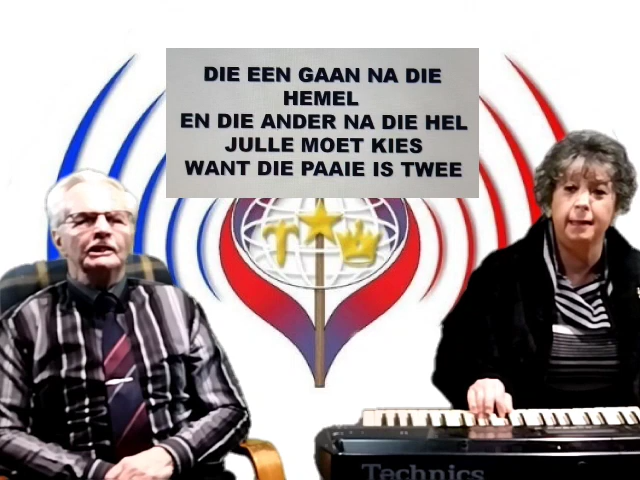 DIE EEN GAAN NA DIE
HEMEL
EN DIE ANDER NA DIE HEL
JULLE MOET KIES
WANT DIE PAAIE IS TWEE
Technics